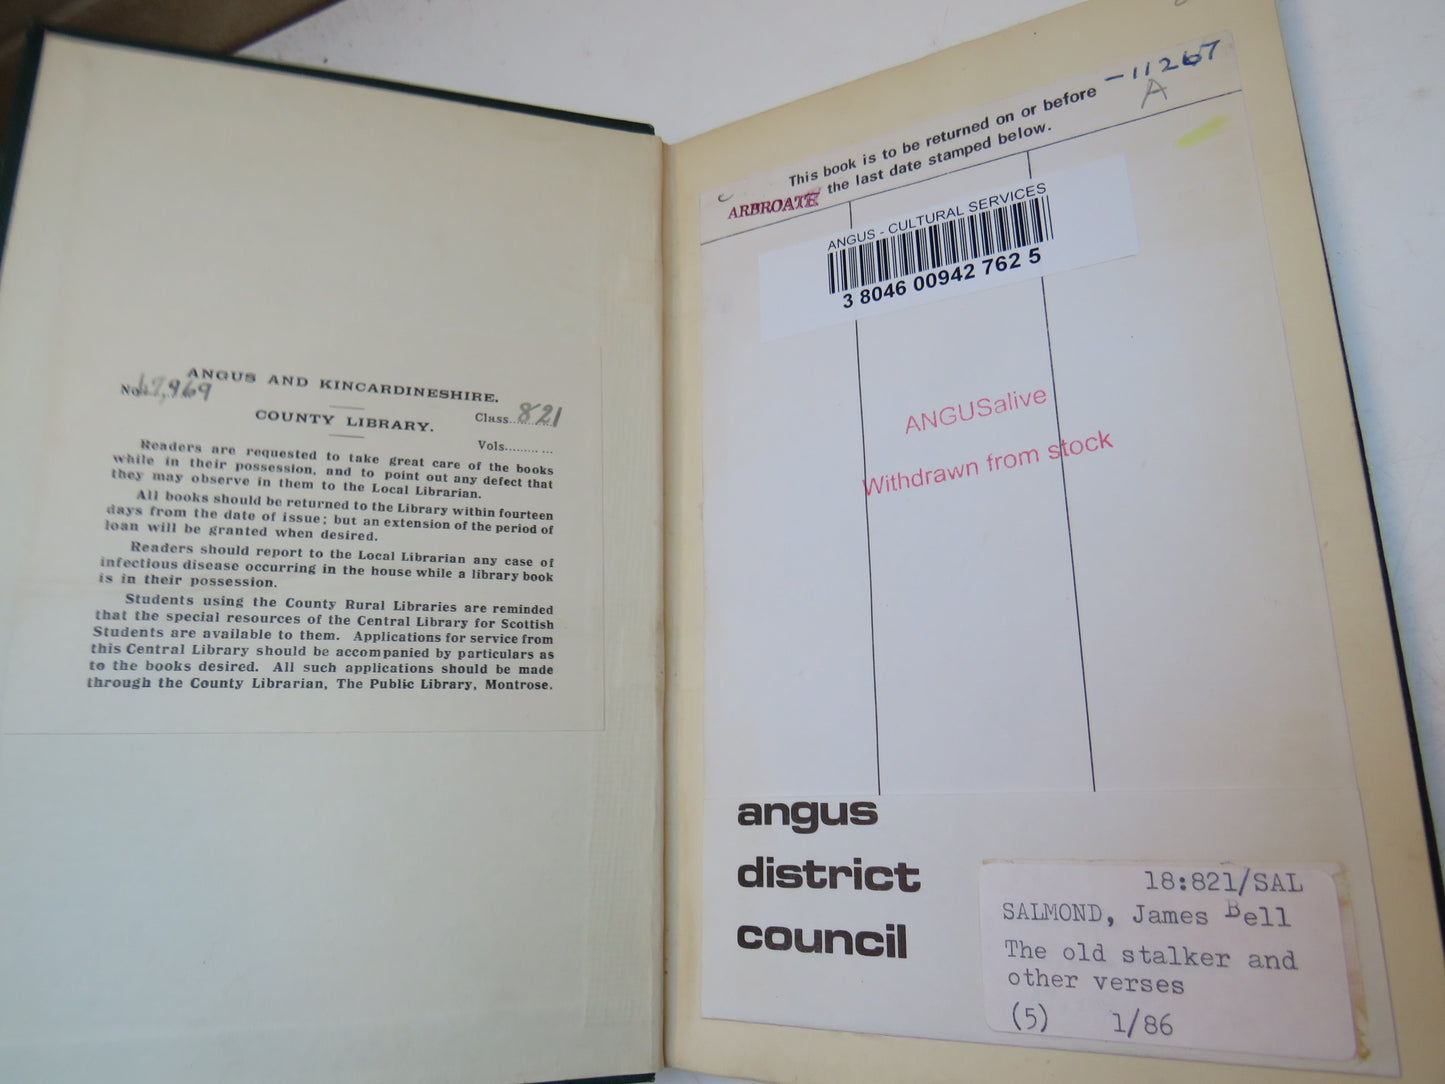 ANGUS AND KINCARDINESHIRE.
No. 67,969
COUNTY LIBRARY.
Class 821
Vols.
Readers are requested to take great care of the books
while in their possession, and to point out any defect that
they may observe in them to the Local Librarian.
All books should be returned to the Library within fourteen
days from the date of issue; but an extension of the period of
loan will be granted when desired.
Readers should report to the Local Librarian any case of
infectious disease occurring in the house while a library book
is in their possession.
Students using the County Rural Libraries are reminded
that the special resources of the Central Library for Scottish
Students are available to them. Applications for service from
this Central Library should be accompanied by particulars as
to the books desired. All such applications should be made
through the County Librarian, The Public Library, Montrose.
-11267
A
This book is to be returned on or before
the last date stamped below.
ARBROATH
ANGUS - CULTURAL SERVICES
3 8046 00942 762 5
ANGUSalive
Withdrawn from stock
angus
district
council
18:821/SAL
SALMOND, James Bell
The old stalker and
other verses
(5) 1/86